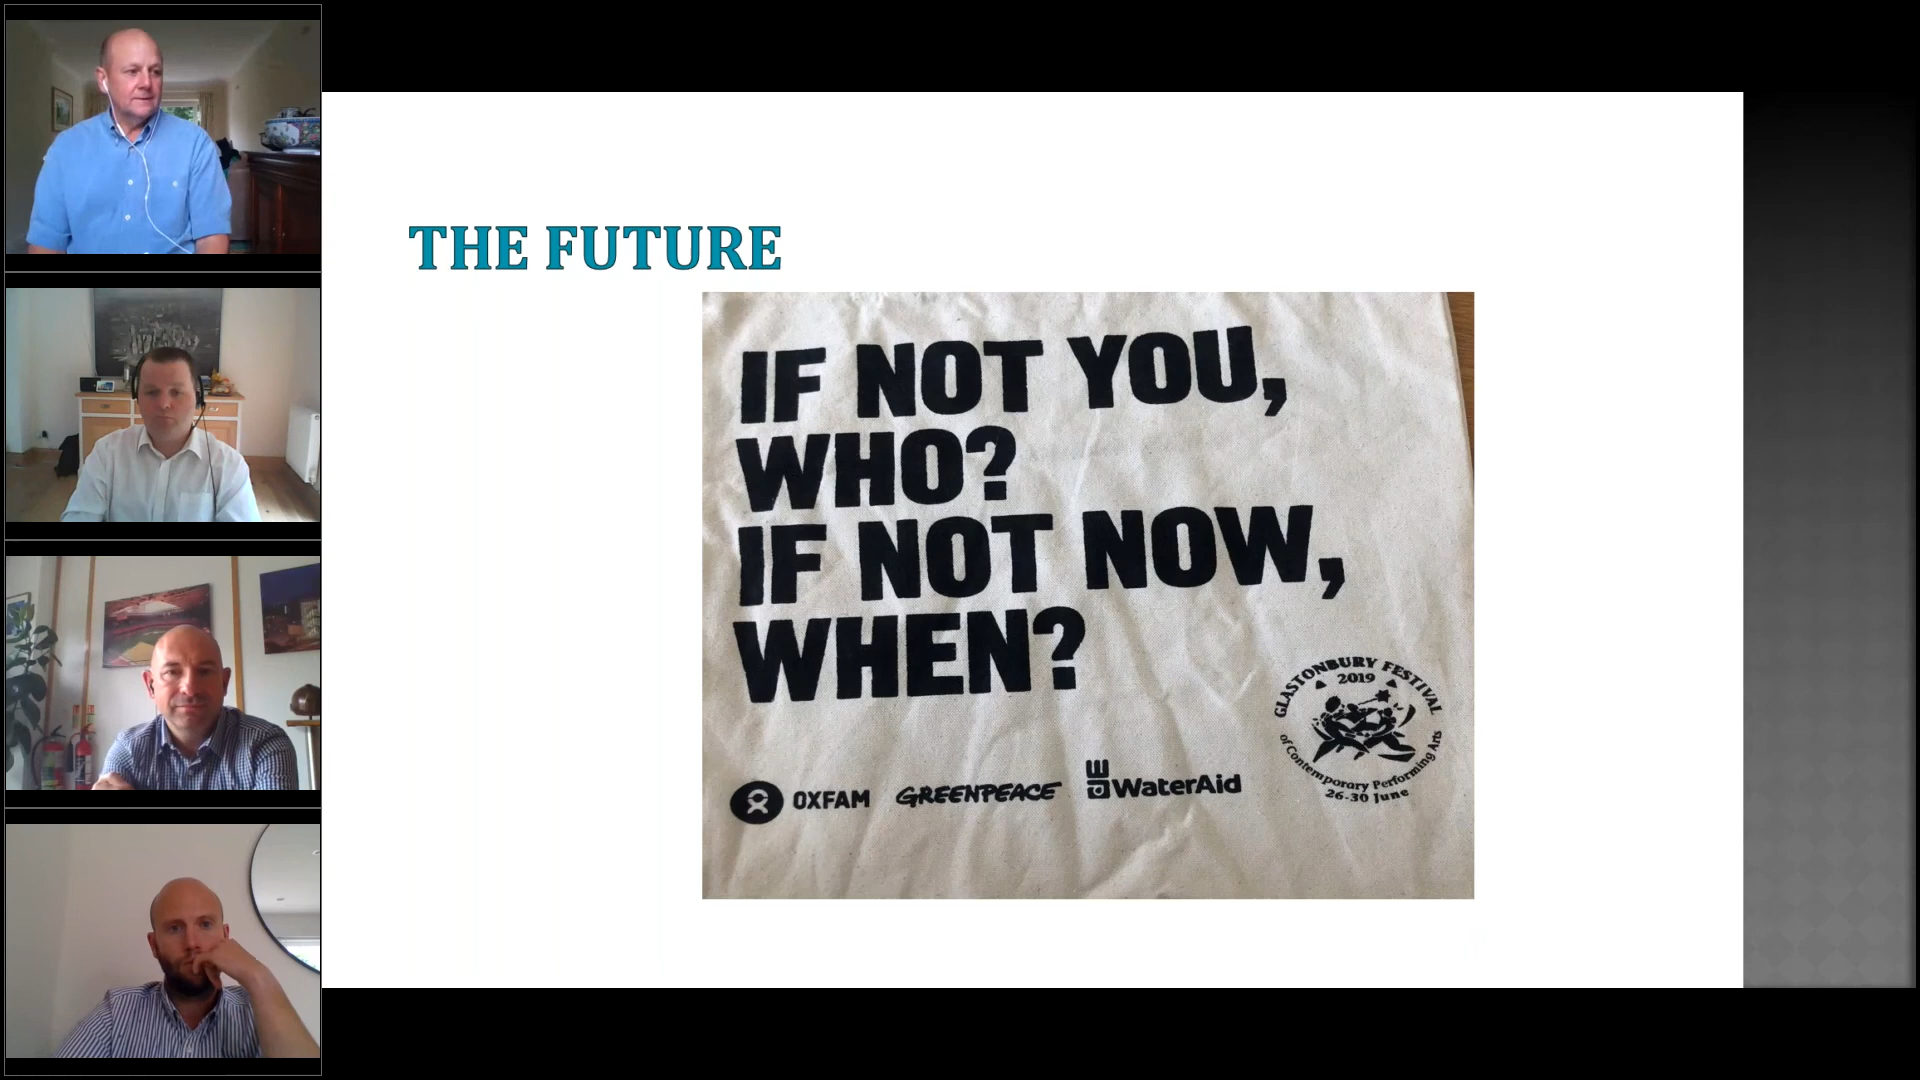 THE FUTURE
IF NOT YOU,
WHO?
IF NOT NOW,
WHEN?
GLASTONBURY FESTIVAL
2019
of Contemporary Performing Arts
26-30 June
OXFAM
GREENPEACE
WaterAid